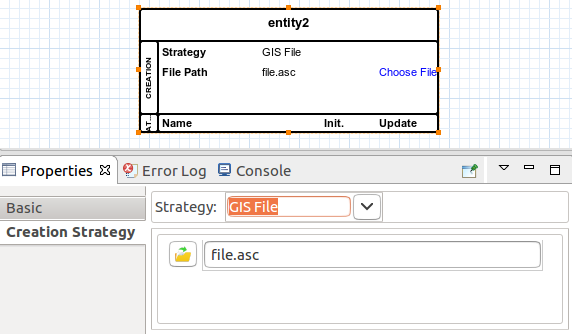 entity2
CREATION
Strategy GIS File
File Path file.asc Choose File
AT... Name Init. Update
Properties Error Log Console
Basic
Creation Strategy
Strategy: GIS File
file.asc